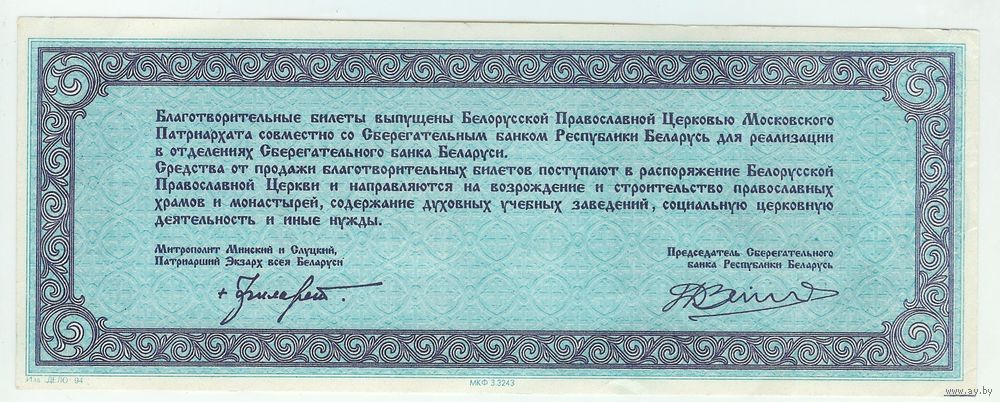 Благотворительные билеты выпущены Белорусской Православной Церковью Московского
Патриархата совместно со Сберегательным банком Республики Беларусь для реализации
в отделениях Сберегательного банка Беларуси.
Средства от продажи благотворительных билетов поступают в распоряжение Белорусской
Православной Церкви и направляются на возрождение и строительство православных
храмов и монастырей, содержание духовных учебных заведений, социальную церковную
деятельность и иные нужды.
Митрополит Минский и Слуцкий,
Патриарший Экзарх всея Беларуси
Председатель Сберегательного
банка Республики Беларусь
+ Филарет.
"ДЕЛО" 94
МКФ 3.3243
www.ay.by